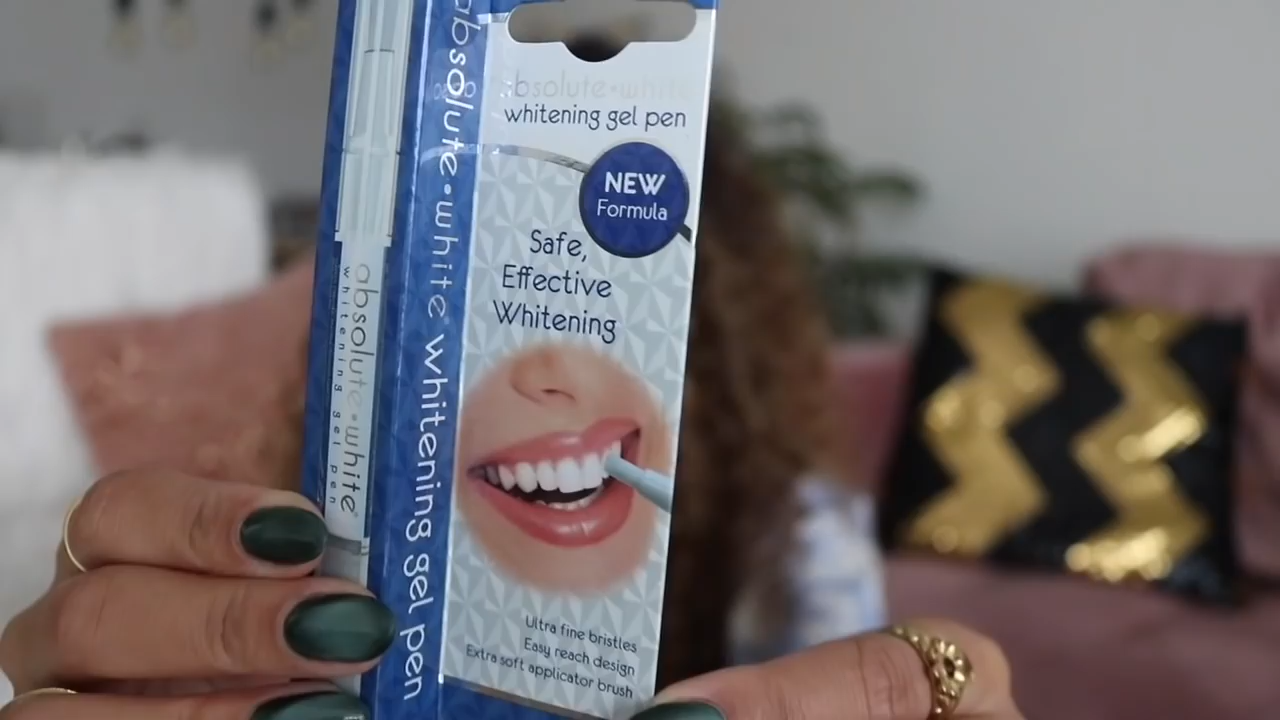 absolute•white
whitening gel pen
NEW
Formula
Safe,
Effective
Whitening
Ultra fine bristles
Easy reach design
Extra soft applicator brush
absolute•white® whitening gel pen
absolute•white®
whitening gel pen